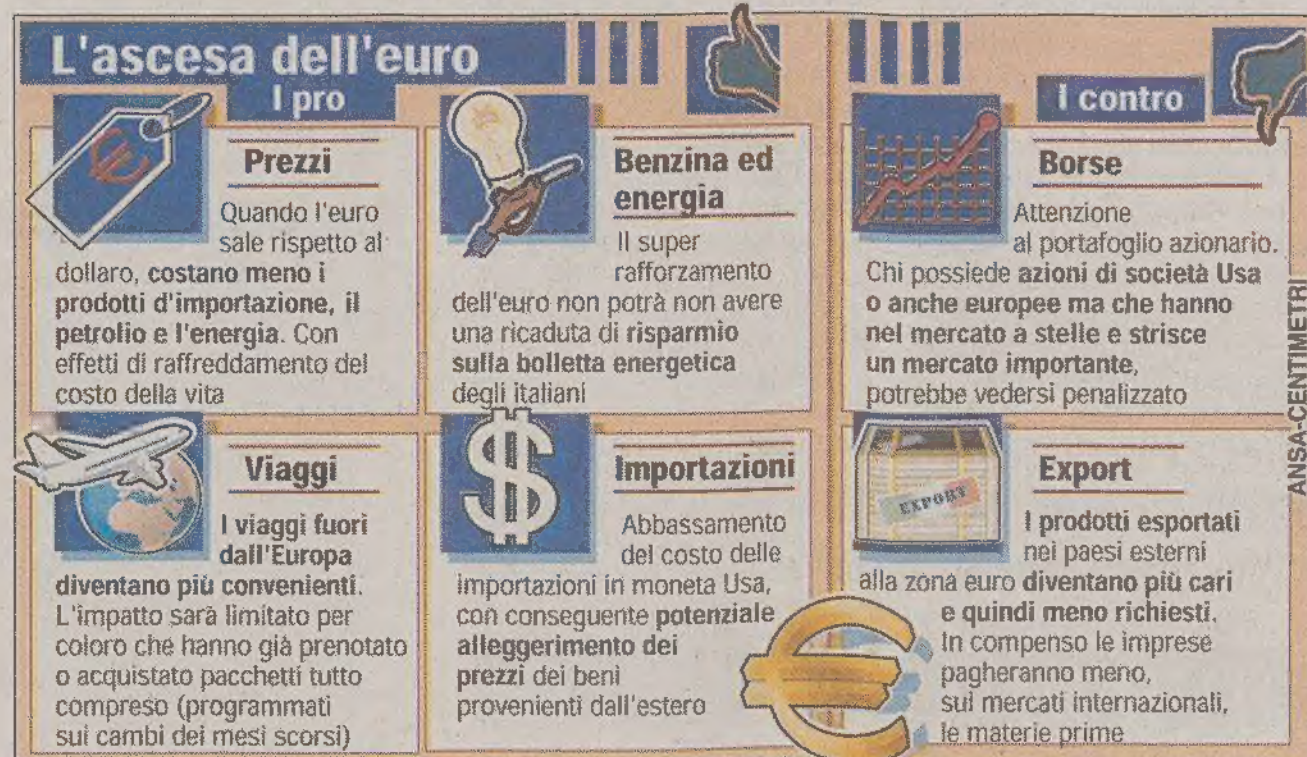 L'ascesa dell'euro
I pro
Prezzi
Quando l'euro
sale rispetto al
dollaro, costano meno i
prodotti d'importazione, il
petrolio e l'energia. Con
effetti di raffreddamento del
costo della vita
Benzina ed
energia
Il super
rafforzamento
dell'euro non potrà non avere
una ricaduta di risparmio
sulla bolletta energetica
degli italiani
Viaggi
I viaggi fuori
dall'Europa
diventano più convenienti.
L'impatto sarà limitato per
coloro che hanno già prenotato
o acquistato pacchetti tutto
compreso (programmati
sui cambi dei mesi scorsi)
$
Importazioni
Abbassamento
del costo delle
importazioni in moneta Usa,
con conseguente potenziale
alleggerimento dei
prezzi dei beni
provenienti dall'estero
I contro
Borse
Attenzione
al portafoglio azionario.
Chi possiede azioni di società Usa
o anche europee ma che hanno
nel mercato a stelle e strisce
un mercato importante,
potrebbe vedersi penalizzato
Export
EXPORT
I prodotti esportati
nei paesi esterni
alla zona euro diventano più cari
e quindi meno richiesti.
In compenso le imprese
pagheranno meno,
sui mercati internazionali,
le materie prime
€
€
ANSA-CENTIMETRI